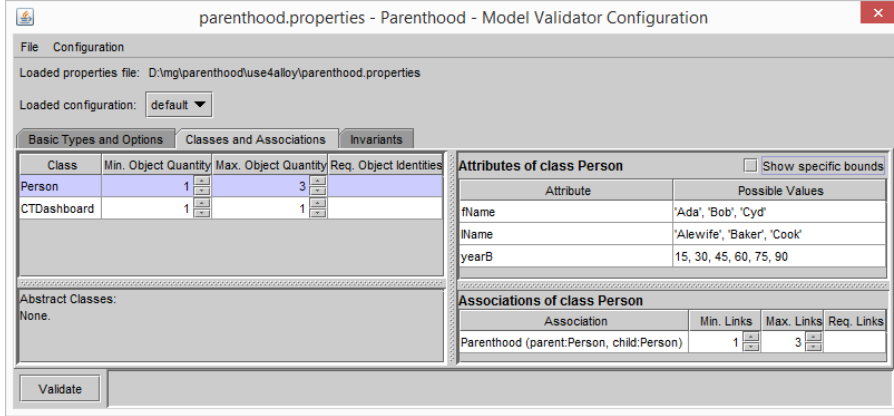 parenthood.properties - Parenthood - Model Validator Configuration
File Configuration
Loaded properties file: D:\mg\parenthood\use4alloy\parenthood.properties
Loaded configuration: default
Basic Types and Options Classes and Associations Invariants
Class Min. Object Quantity Max. Object Quantity Req. Object Identities
Person 1 3
CTDashboard 1 1
Abstract Classes:
None.
Attributes of class Person Show specific bounds
Attribute Possible Values
fName 'Ada', 'Bob', 'Cyd'
lName 'Alewife', 'Baker', 'Cook'
yearB 15, 30, 45, 60, 75, 90
Associations of class Person
Association Min. Links Max. Links Req. Links
Parenthood (parent:Person, child:Person) 1 3
Validate